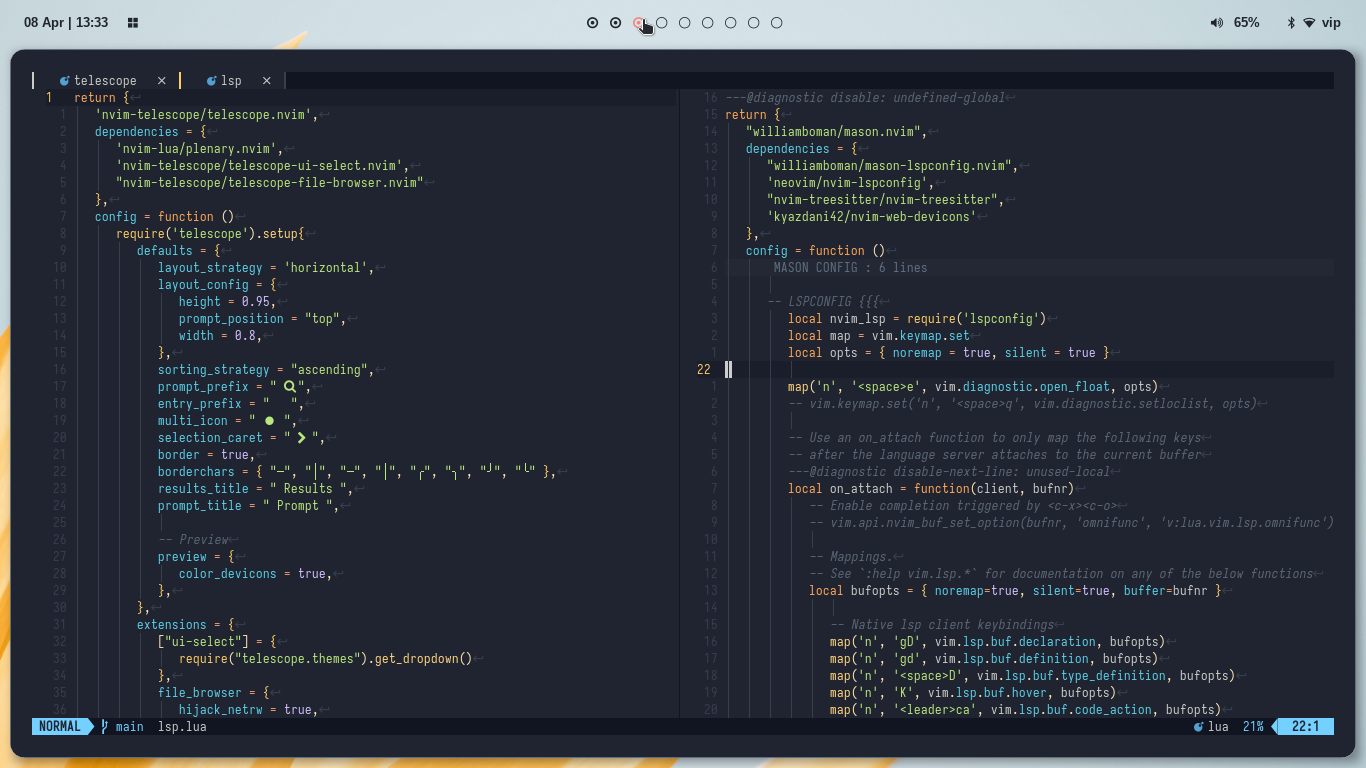 08 Apr | 13:33
65%
vip
telescope × lsp ×
1 return {
1 'nvim-telescope/telescope.nvim',
2 dependencies = {
3 'nvim-lua/plenary.nvim',
4 'nvim-telescope/telescope-ui-select.nvim',
5 "nvim-telescope/telescope-file-browser.nvim"
6 },
7 config = function ()
8 require('telescope').setup{
9 defaults = {
10 layout_strategy = 'horizontal',
11 layout_config = {
12 height = 0.95,
13 prompt_position = "top",
14 width = 0.8,
15 },
16 sorting_strategy = "ascending",
17 prompt_prefix = " 🔍",
18 entry_prefix = "   ",
19 multi_icon = " ● ",
20 selection_caret = " ❯ ",
21 border = true,
22 borderchars = { "─", "│", "─", "│", "╭", "╮", "╯", "╰" },
23 results_title = " Results ",
24 prompt_title = " Prompt ",
25
26 -- Preview
27 preview = {
28 color_devicons = true,
29 },
30 },
31 extensions = {
32 ["ui-select"] = {
33 require("telescope.themes").get_dropdown()
34 },
35 file_browser = {
36 hijack_netrw = true,
16 ---@diagnostic disable: undefined-global
15 return {
14 "williamboman/mason.nvim",
13 dependencies = {
12 "williamboman/mason-lspconfig.nvim",
11 'neovim/nvim-lspconfig',
10 "nvim-treesitter/nvim-treesitter",
9 'kyazdani42/nvim-web-devicons'
8 },
7 config = function ()
6 MASON CONFIG : 6 lines
5
4 -- LSPCONFIG {{{
3 local nvim_lsp = require('lspconfig')
2 local map = vim.keymap.set
1 local opts = { noremap = true, silent = true }
22
1 map('n', '<space>e', vim.diagnostic.open_float, opts)
2 -- vim.keymap.set('n', '<space>q', vim.diagnostic.setloclist, opts)
3
4 -- Use an on_attach function to only map the following keys
5 -- after the language server attaches to the current buffer
6 ---@diagnostic disable-next-line: unused-local
7 local on_attach = function(client, bufnr)
8 -- Enable completion triggered by <c-x><c-o>
9 -- vim.api.nvim_buf_set_option(bufnr, 'omnifunc', 'v:lua.vim.lsp.omnifunc')
10
11 -- Mappings.
12 -- See `:help vim.lsp.*` for documentation on any of the below functions
13 local bufopts = { noremap=true, silent=true, buffer=bufnr }
14
15 -- Native lsp client keybindings
16 map('n', 'gD', vim.lsp.buf.declaration, bufopts)
17 map('n', 'gd', vim.lsp.buf.definition, bufopts)
18 map('n', '<space>D', vim.lsp.buf.type_definition, bufopts)
19 map('n', 'K', vim.lsp.buf.hover, bufopts)
20 map('n', '<leader>ca', vim.lsp.buf.code_action, bufopts)
NORMAL main lsp.lua
lua 21% 22:1